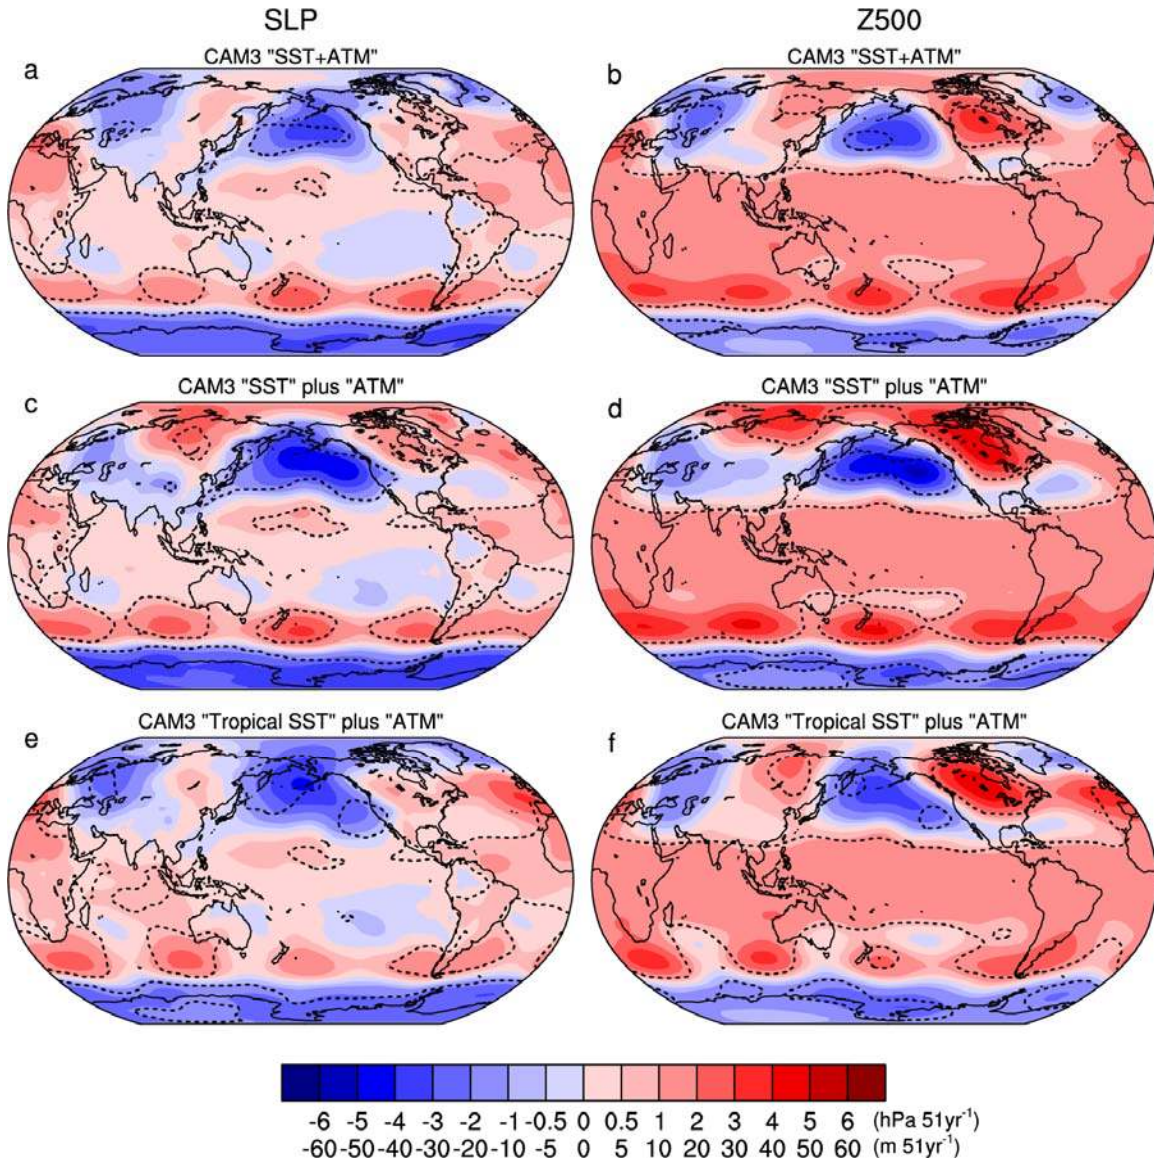 SLP
Z500
CAM3 "SST+ATM"
CAM3 "SST+ATM"
a
b
CAM3 "SST" plus "ATM"
CAM3 "SST" plus "ATM"
c
d
CAM3 "Tropical SST" plus "ATM"
CAM3 "Tropical SST" plus "ATM"
e
f
-6 -5 -4 -3 -2 -1 -0.5 0 0.5 1 2 3 4 5 6 (hPa 51yr⁻¹)
-60 -50 -40 -30 -20 -10 -5 0 5 10 20 30 40 50 60 (m 51yr⁻¹)